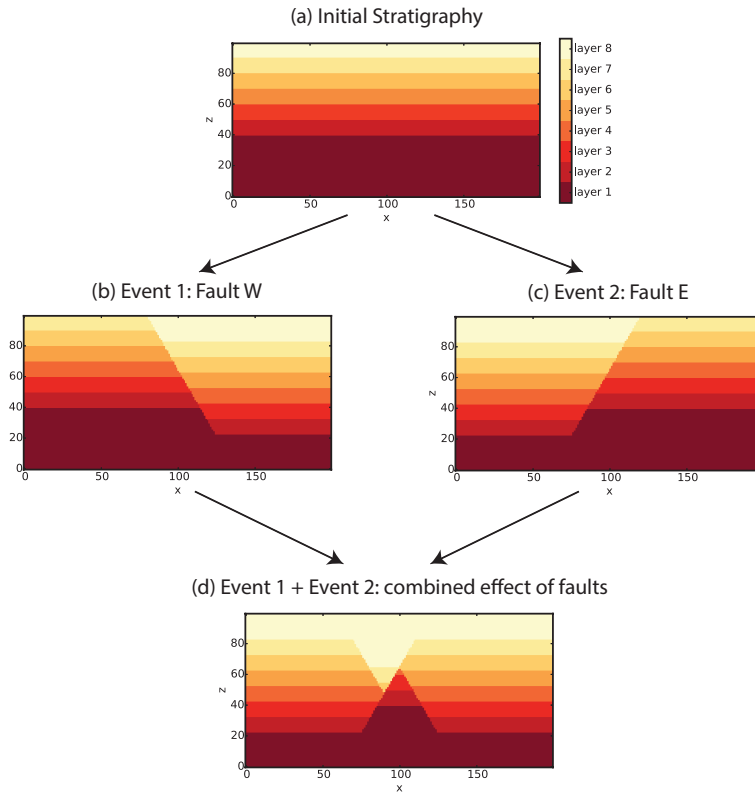 (a) Initial Stratigraphy
80
60
40
20
0
z
0 50 100 150
x
layer 8
layer 7
layer 6
layer 5
layer 4
layer 3
layer 2
layer 1
(b) Event 1: Fault W
80
60
40
20
0
z
0 50 100 150
x
(c) Event 2: Fault E
80
60
40
20
0
z
0 50 100 150
x
(d) Event 1 + Event 2: combined effect of faults
80
60
40
20
0
z
0 50 100 150
x